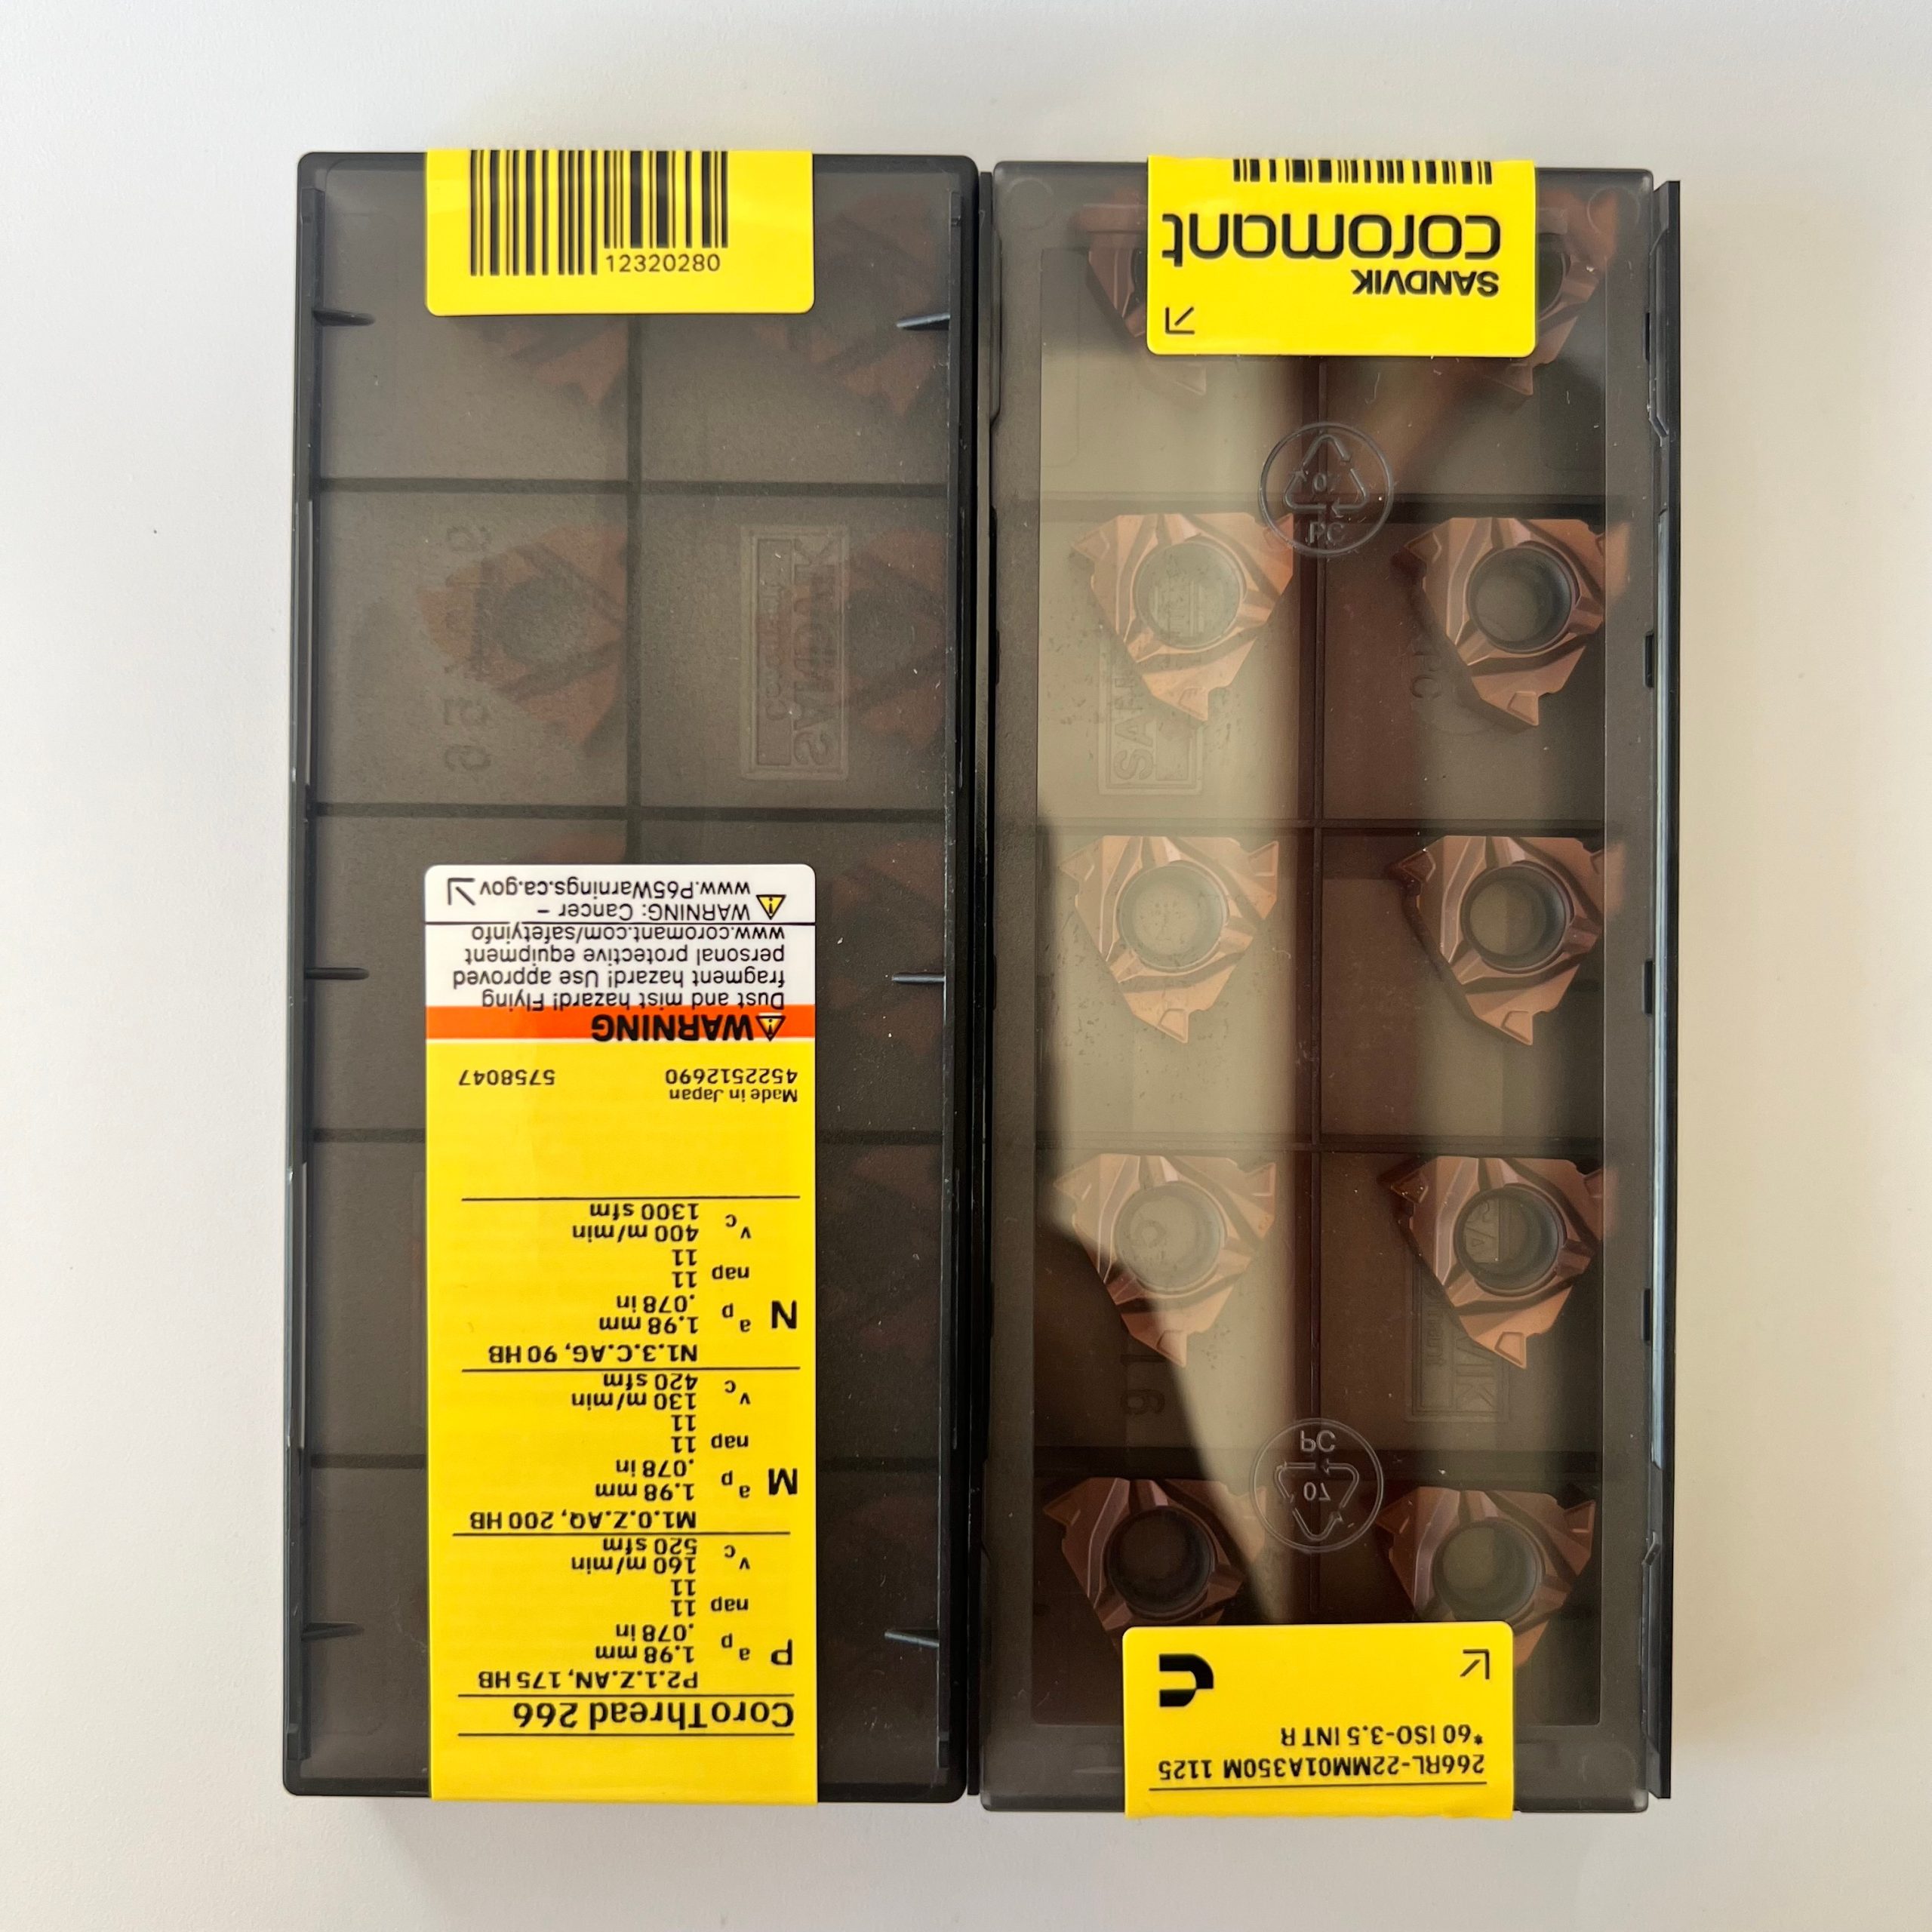 12320280
CoroThread 266
P2.1.Z.AN, 175 HB
P
ap 1.98 mm
.078 in
nap 11
11
vc 160 m/min
520 sfm
M1.0.Z.AQ, 200 HB
M
ap 1.98 mm
.078 in
nap 11
11
vc 130 m/min
420 sfm
N1.3.C.AG, 90 HB
N
ap 1.98 mm
.078 in
nap 11
11
vc 400 m/min
1300 sfm
Made in Japan
4522512690 5758047
WARNING
Dust and mist hazard! Flying
fragment hazard! Use approved
personal protective equipment
www.coromant.com/safetyinfo
WARNING: Cancer –
www.P65Warnings.ca.gov
266RL-22MM01A350M 1125
*60 ISO-3.5 INT R
SANDVIK
coromant
07
PC
07
PC
SANDVIK